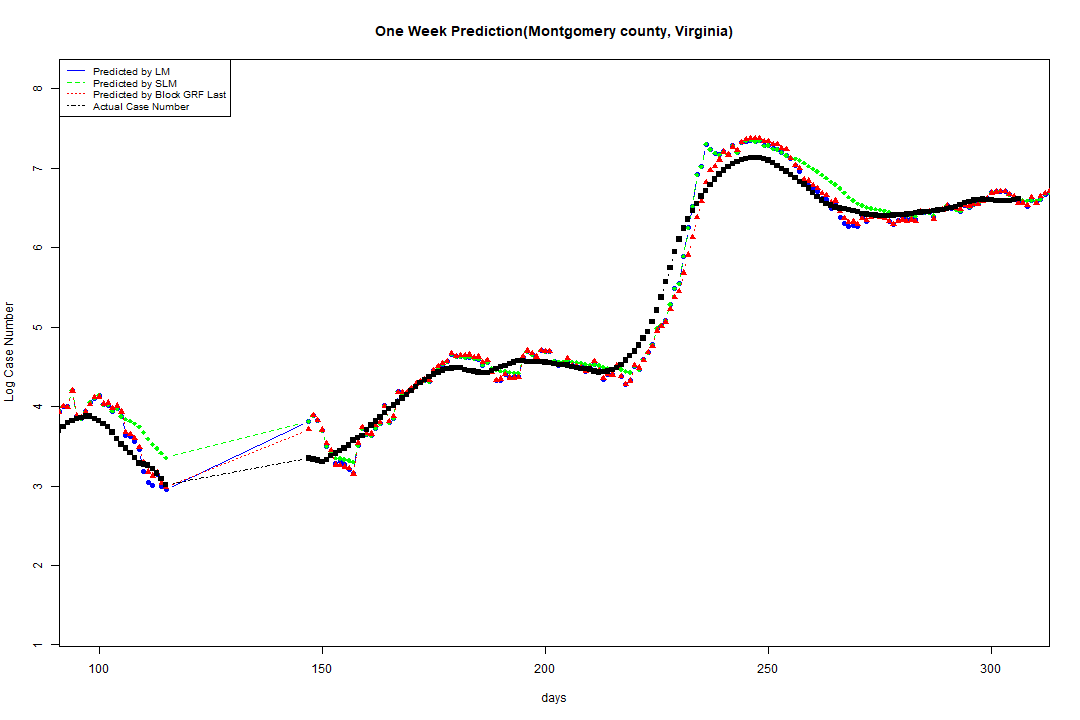 One Week Prediction(Montgomery county, Virginia)
Predicted by LM
Predicted by SLM
Predicted by Block GRF Last
Actual Case Number
Log Case Number
8
7
6
5
4
3
2
1
100 150 200 250 300
days